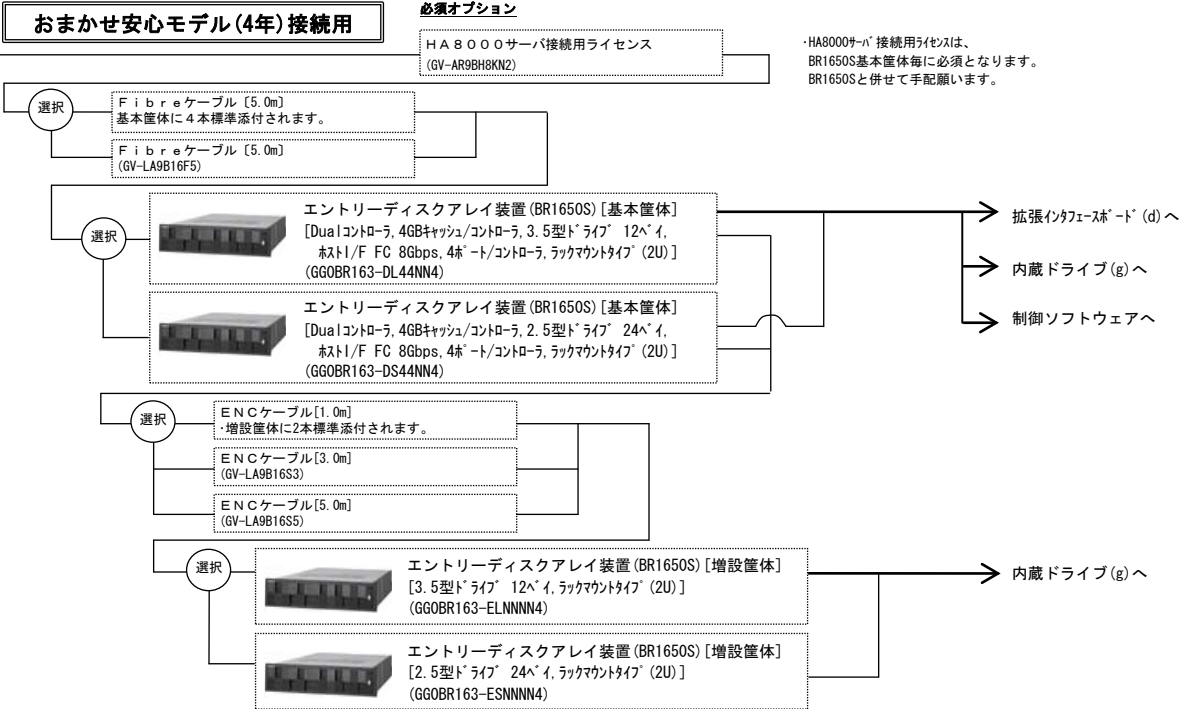 おまかせ安心モデル(4年)接続用
必須オプション
HA8000サーバ接続用ライセンス
(GV-AR9BH8KN2)
･HA8000ｻｰﾊﾞ接続用ﾗｲｾﾝｽは、
BR1650S基本筐体毎に必須となります。
BR1650Sと併せて手配願います。
選択
Ｆｉｂｒｅケーブル〔5.0m〕
基本筐体に４本標準添付されます。
Ｆｉｂｒｅケーブル〔5.0m〕
(GV-LA9B16F5)
選択
エントリーディスクアレイ装置(BR1650S)[基本筐体]
[Dualｺﾝﾄﾛｰﾗ,4GBｷｬｯｼｭ/ｺﾝﾄﾛｰﾗ,3.5型ﾄﾞﾗｲﾌﾞ 12ﾍﾞｲ,
ﾎｽﾄI/F FC 8Gbps,4ﾎﾟｰﾄ/ｺﾝﾄﾛｰﾗ,ﾗｯｸﾏｳﾝﾄﾀｲﾌﾟ(2U)]
(GG0BR163-DL44NN4)
エントリーディスクアレイ装置(BR1650S)[基本筐体]
[Dualｺﾝﾄﾛｰﾗ,4GBｷｬｯｼｭ/ｺﾝﾄﾛｰﾗ,2.5型ﾄﾞﾗｲﾌﾞ 24ﾍﾞｲ,
ﾎｽﾄI/F FC 8Gbps,4ﾎﾟｰﾄ/ｺﾝﾄﾛｰﾗ,ﾗｯｸﾏｳﾝﾄﾀｲﾌﾟ(2U)]
(GG0BR163-DS44NN4)
拡張ｲﾝﾀﾌｪｰｽﾎﾞｰﾄﾞ(d)へ
内蔵ドライブ(g)へ
制御ソフトウェアへ
選択
ＥＮＣケーブル[1.0m]
･増設筐体に2本標準添付されます。
ＥＮＣケーブル[3.0m]
(GV-LA9B16S3)
ＥＮＣケーブル[5.0m]
(GV-LA9B16S5)
選択
エントリーディスクアレイ装置(BR1650S)[増設筐体]
[3.5型ﾄﾞﾗｲﾌﾞ 12ﾍﾞｲ,ﾗｯｸﾏｳﾝﾄﾀｲﾌﾟ(2U)]
(GG0BR163-ELNNNN4)
エントリーディスクアレイ装置(BR1650S)[増設筐体]
[2.5型ﾄﾞﾗｲﾌﾞ 24ﾍﾞｲ,ﾗｯｸﾏｳﾝﾄﾀｲﾌﾟ(2U)]
(GG0BR163-ESNNNN4)
内蔵ドライブ(g)へ